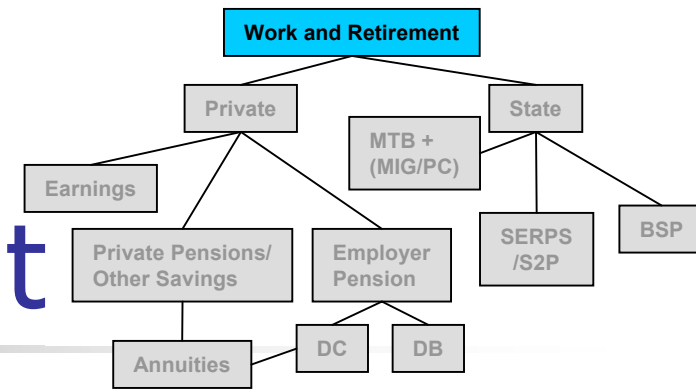 Work and Retirement
Private
State
MTB +
(MIG/PC)
Earnings
SERPS
/S2P
BSP
t
Private Pensions/
Other Savings
Employer
Pension
Annuities
DC
DB